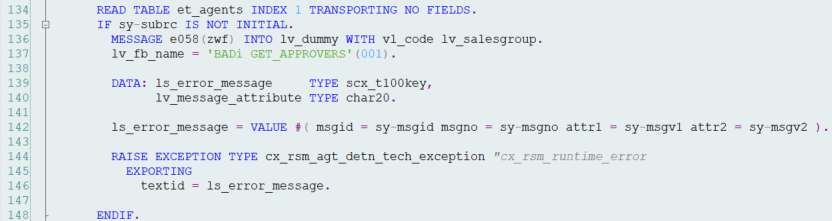 134 READ TABLE et_agents INDEX 1 TRANSPORTING NO FIELDS.
135 IF sy-subrc IS NOT INITIAL.
136 MESSAGE e058(zwf) INTO lv_dummy WITH vl_code lv_salesgroup.
137 lv_fb_name = 'BADi GET_APPROVERS'(001).
138
139 DATA: ls_error_message TYPE scx_t100key,
140 lv_message_attribute TYPE char20.
141
142 ls_error_message = VALUE #( msgid = sy-msgid msgno = sy-msgno attr1 = sy-msgv1 attr2 = sy-msgv2 ).
143
144 RAISE EXCEPTION TYPE cx_rsm_agt_detn_tech_exception "cx_rsm_runtime_error
145 EXPORTING
146 textid = ls_error_message.
147
148 ENDIF.